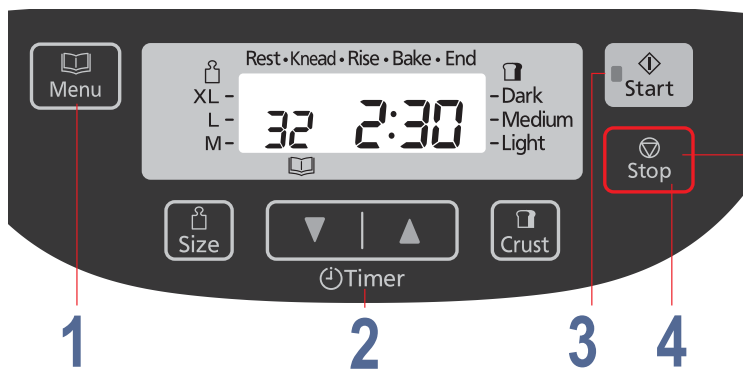 Menu
Rest • Knead • Rise • Bake • End
XL -
L -
M -
32 2:30
- Dark
- Medium
- Light
Start
Stop
Size
Timer
Crust
1
2
3
4